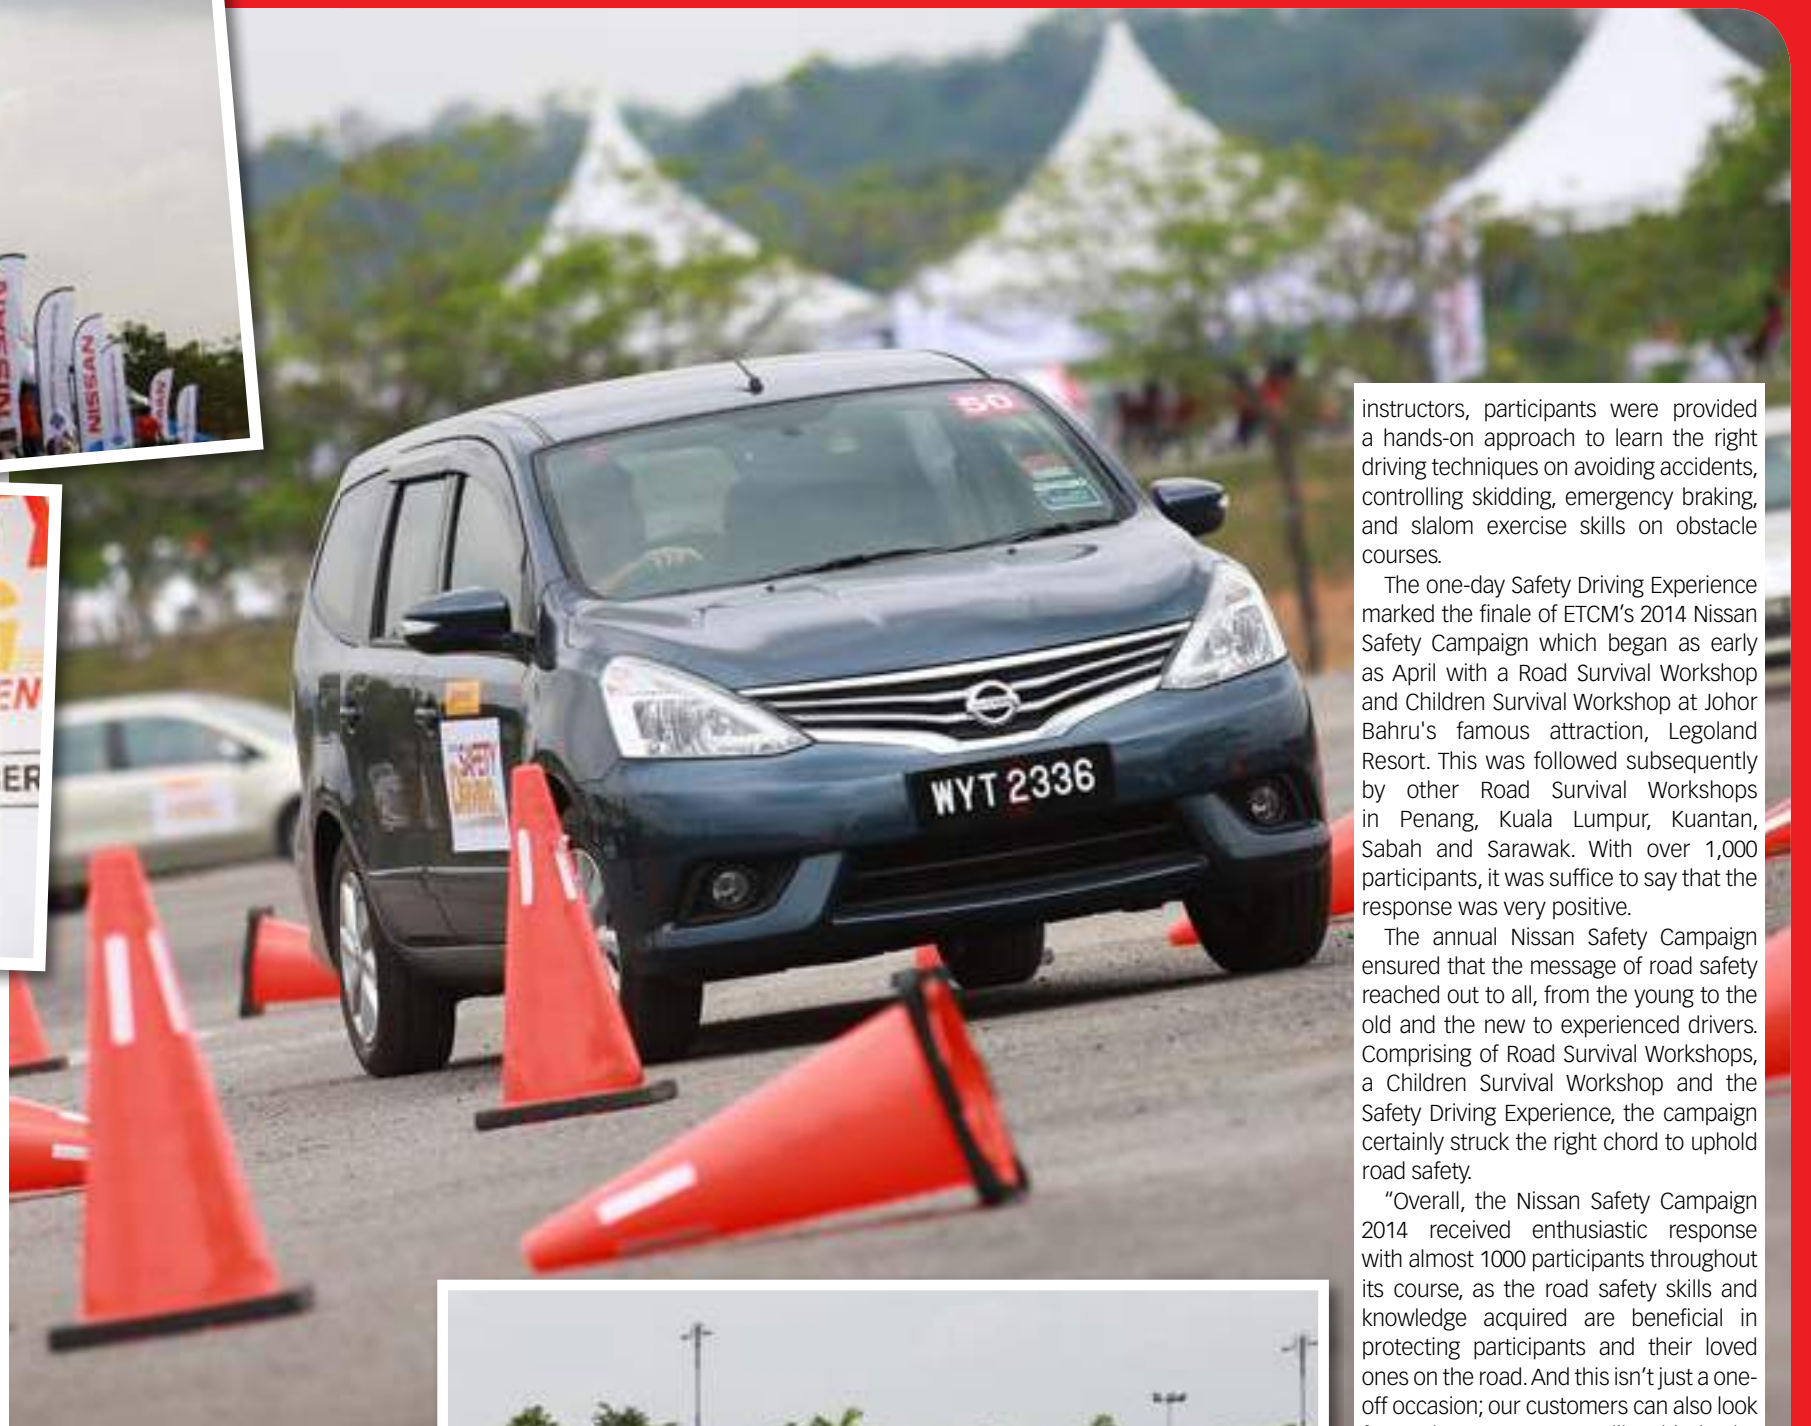 NISSAN
NISSAN
EN
ER
50
SAFETY
DRIVING
WYT 2336
instructors, participants were provided
a hands-on approach to learn the right
driving techniques on avoiding accidents,
controlling skidding, emergency braking,
and slalom exercise skills on obstacle
courses.
The one-day Safety Driving Experience
marked the finale of ETCM's 2014 Nissan
Safety Campaign which began as early
as April with a Road Survival Workshop
and Children Survival Workshop at Johor
Bahru's famous attraction, Legoland
Resort. This was followed subsequently
by other Road Survival Workshops
in Penang, Kuala Lumpur, Kuantan,
Sabah and Sarawak. With over 1,000
participants, it was suffice to say that the
response was very positive.
The annual Nissan Safety Campaign
ensured that the message of road safety
reached out to all, from the young to the
old and the new to experienced drivers.
Comprising of Road Survival Workshops,
a Children Survival Workshop and the
Safety Driving Experience, the campaign
certainly struck the right chord to uphold
road safety.
“Overall, the Nissan Safety Campaign
2014 received enthusiastic response
with almost 1000 participants throughout
its course, as the road safety skills and
knowledge acquired are beneficial in
protecting participants and their loved
ones on the road. And this isn’t just a one-
off occasion; our customers can also look